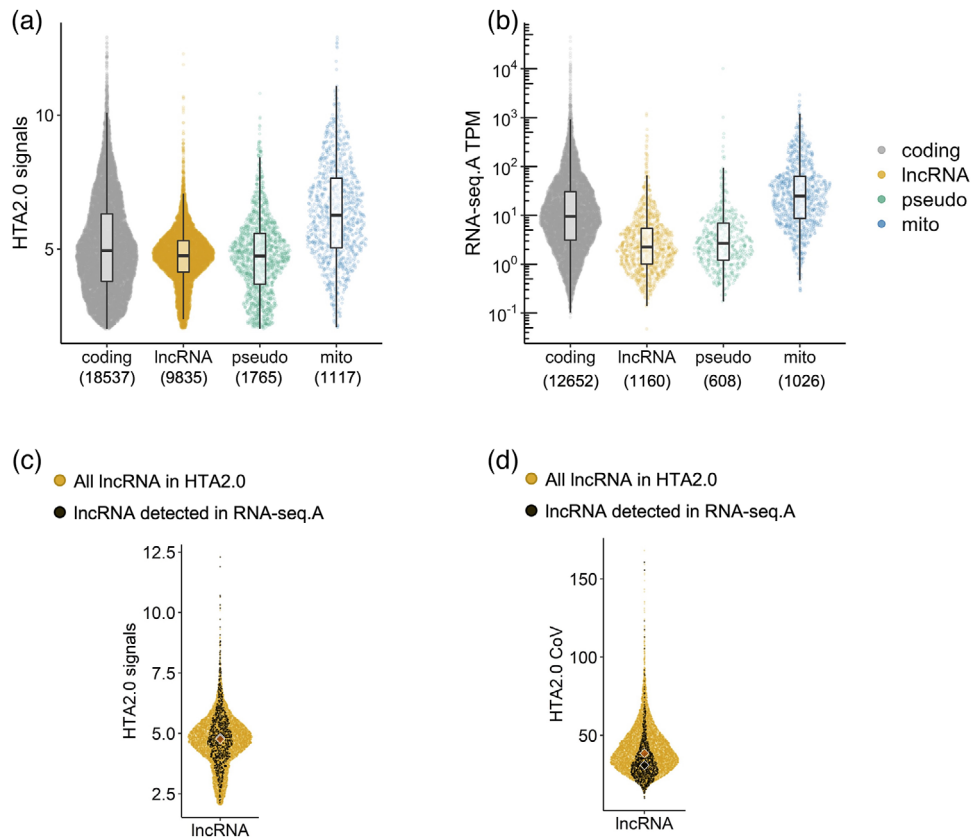 (a)
HTA2.0 signals
10
5
coding lncRNA pseudo mito
(18537) (9835) (1765) (1117)
(b)
RNA-seq.A TPM
10^4
10^3
10^2
10^1
10^0
10^-1
coding lncRNA pseudo mito
(12652) (1160) (608) (1026)
coding
lncRNA
pseudo
mito
(c)
All lncRNA in HTA2.0
lncRNA detected in RNA-seq.A
HTA2.0 signals
12.5
10.0
7.5
5.0
2.5
lncRNA
(d)
All lncRNA in HTA2.0
lncRNA detected in RNA-seq.A
HTA2.0 CoV
150
100
50
lncRNA